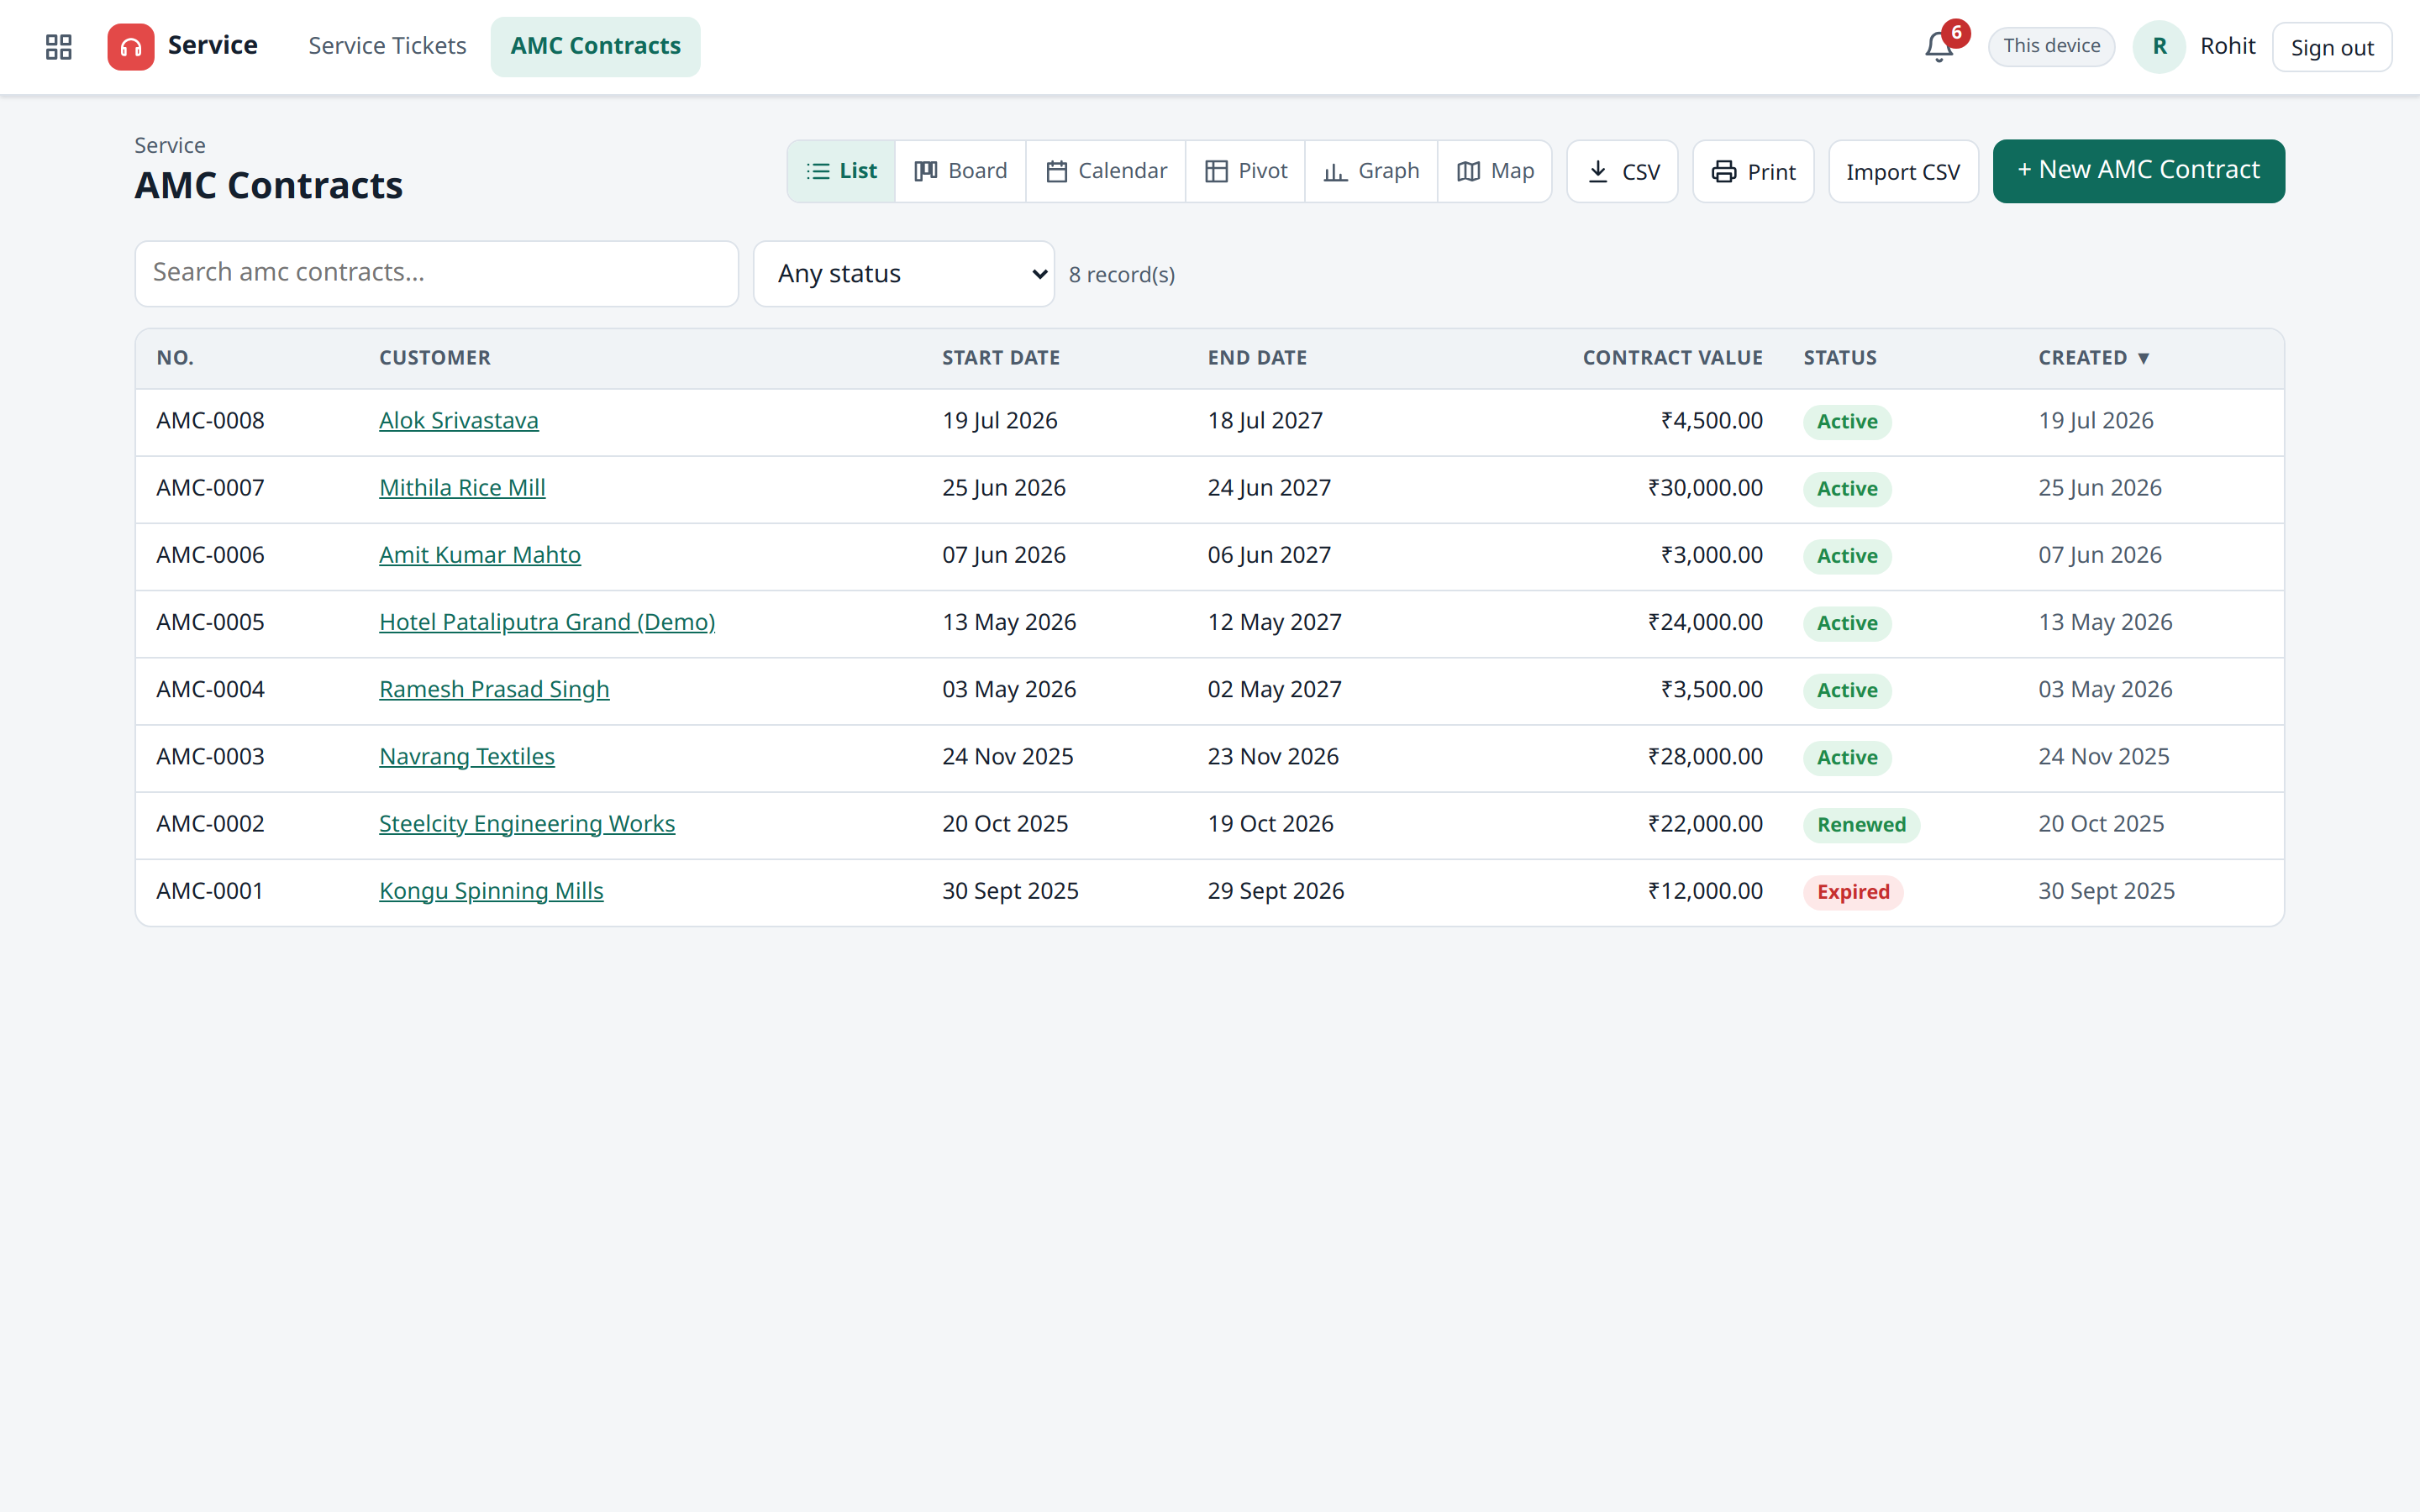 Service Service Tickets AMC Contracts 6 This device R Rohit Sign out
Service
AMC Contracts
List Board Calendar Pivot Graph Map CSV Print Import CSV + New AMC Contract
Search amc contracts... Any status 8 record(s)
NO. CUSTOMER START DATE END DATE CONTRACT VALUE STATUS CREATED ▼
AMC-0008 Alok Srivastava 19 Jul 2026 18 Jul 2027 ₹4,500.00 Active 19 Jul 2026
AMC-0007 Mithila Rice Mill 25 Jun 2026 24 Jun 2027 ₹30,000.00 Active 25 Jun 2026
AMC-0006 Amit Kumar Mahto 07 Jun 2026 06 Jun 2027 ₹3,000.00 Active 07 Jun 2026
AMC-0005 Hotel Pataliputra Grand (Demo) 13 May 2026 12 May 2027 ₹24,000.00 Active 13 May 2026
AMC-0004 Ramesh Prasad Singh 03 May 2026 02 May 2027 ₹3,500.00 Active 03 May 2026
AMC-0003 Navrang Textiles 24 Nov 2025 23 Nov 2026 ₹28,000.00 Active 24 Nov 2025
AMC-0002 Steelcity Engineering Works 20 Oct 2025 19 Oct 2026 ₹22,000.00 Renewed 20 Oct 2025
AMC-0001 Kongu Spinning Mills 30 Sept 2025 29 Sept 2026 ₹12,000.00 Expired 30 Sept 2025